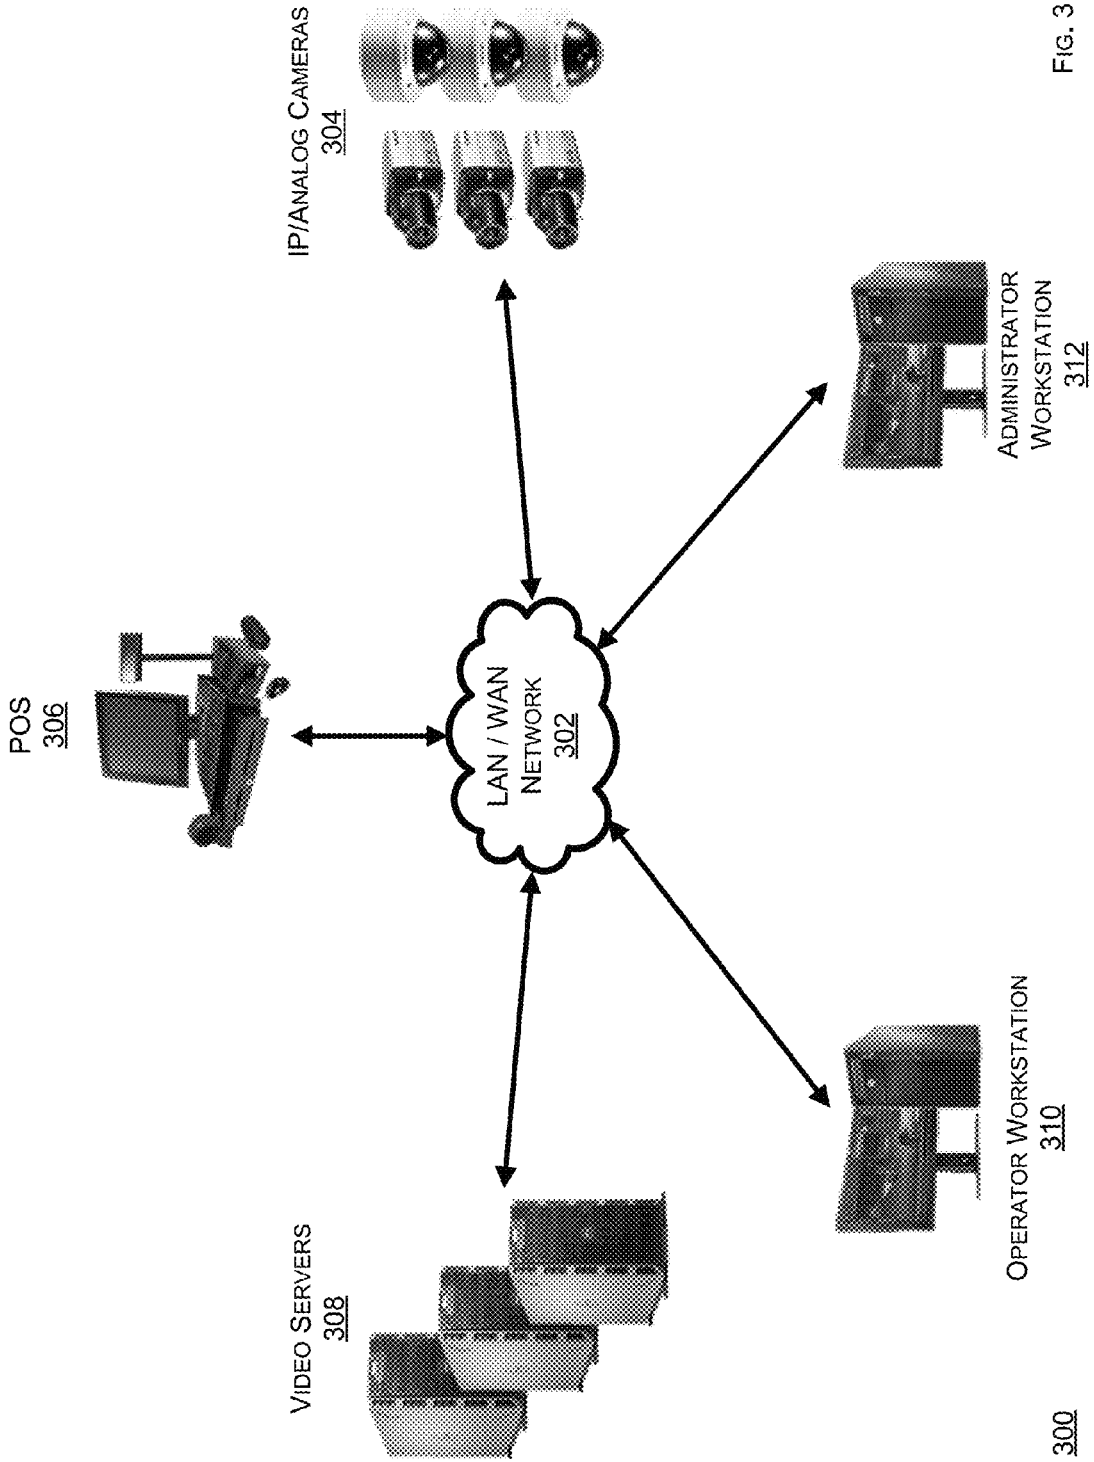 POS
306
VIDEO SERVERS
308
IP/ANALOG CAMERAS
304
LAN / WAN
NETWORK
302
OPERATOR WORKSTATION
310
ADMINISTRATOR
WORKSTATION
312
300
FIG. 3